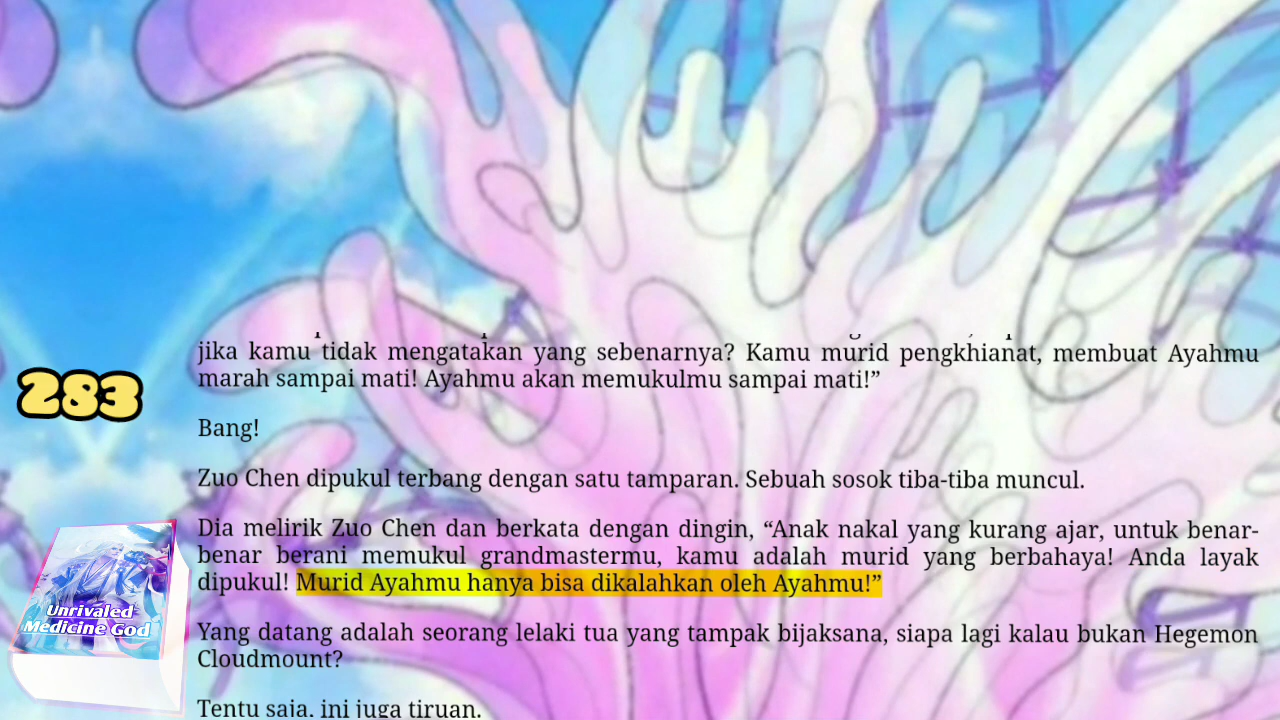 jika kamu tidak mengatakan yang sebenarnya? Kamu murid pengkhianat, membuat Ayahmu
marah sampai mati! Ayahmu akan memukulmu sampai mati!”
283
Bang!
Zuo Chen dipukul terbang dengan satu tamparan. Sebuah sosok tiba-tiba muncul.
Dia melirik Zuo Chen dan berkata dengan dingin, “Anak nakal yang kurang ajar, untuk benar-
benar berani memukul grandmastermu, kamu adalah murid yang berbahaya! Anda layak
dipukul! Murid Ayahmu hanya bisa dikalahkan oleh Ayahmu!”
Unrivaled
Medicine God
Yang datang adalah seorang lelaki tua yang tampak bijaksana, siapa lagi kalau bukan Hegemon
Cloudmount?
Tentu saja, ini juga tiruan.